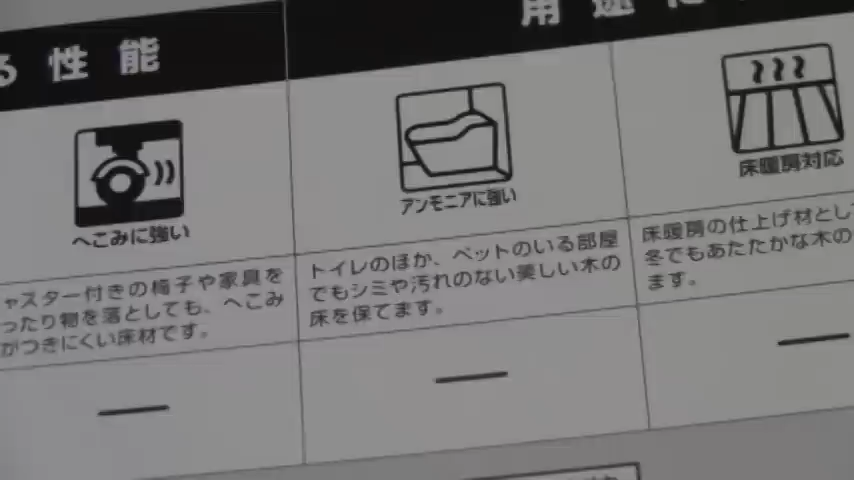 る性能
用途に
へこみに強い
アンモニアに強い
床暖房対応
ャスター付きの椅子や家具を
ったり物を落としても、へこみ
がつきにくい床材です。
トイレのほか、ペットのいる部屋
でもシミや汚れのない美しい木の
床を保てます。
床暖房の仕上げ材とし
冬でもあたたかな木の
ます。
—
—
—